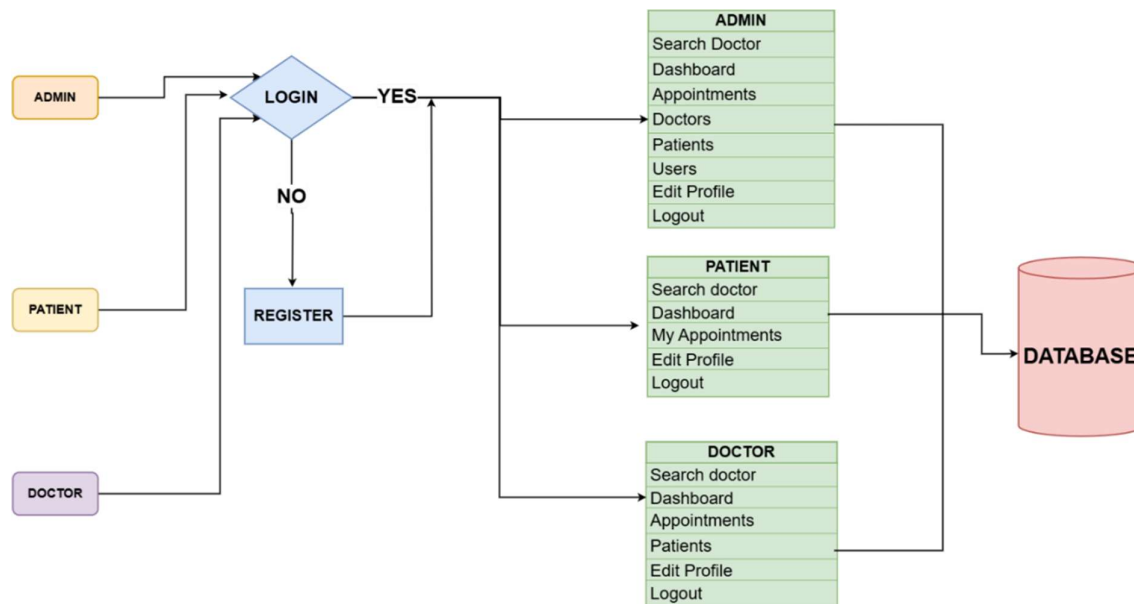 ADMIN
PATIENT
DOCTOR
LOGIN
YES
NO
REGISTER
ADMIN
Search Doctor
Dashboard
Appointments
Doctors
Patients
Users
Edit Profile
Logout
PATIENT
Search doctor
Dashboard
My Appointments
Edit Profile
Logout
DOCTOR
Search doctor
Dashboard
Appointments
Patients
Edit Profile
Logout
DATABASE